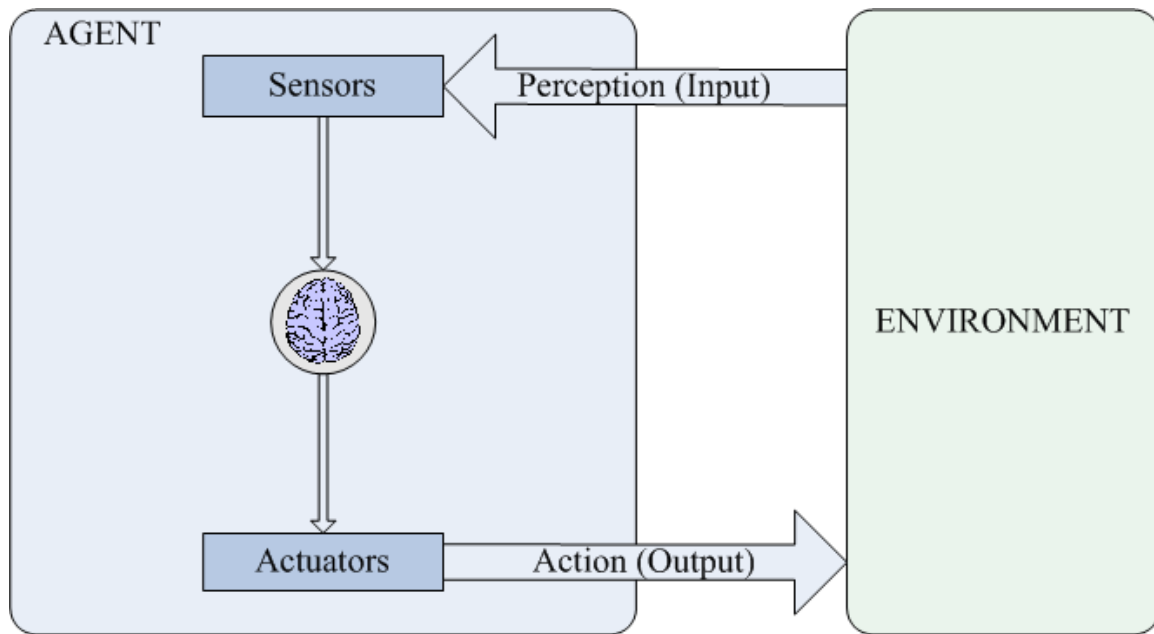 AGENT
Sensors
Perception (Input)
ENVIRONMENT
Actuators
Action (Output)